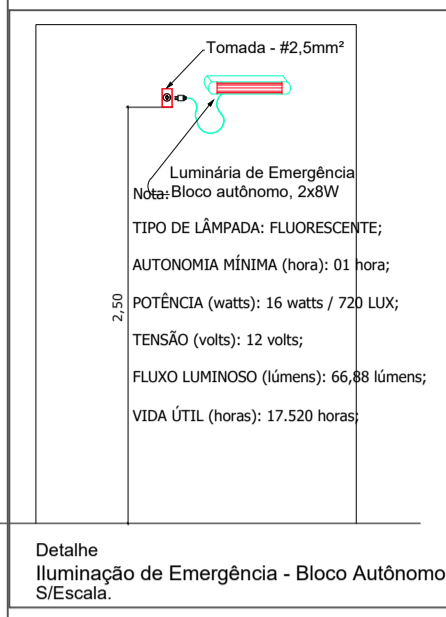 Tomada - #2,5mm²
Luminária de Emergência
Nota: Bloco autônomo, 2x8W
TIPO DE LÂMPADA: FLUORESCENTE;
AUTONOMIA MÍNIMA (hora): 01 hora;
2,50
POTÊNCIA (watts): 16 watts / 720 LUX;
TENSÃO (volts): 12 volts;
FLUXO LUMINOSO (lúmens): 66,88 lúmens;
VIDA ÚTIL (horas): 17.520 horas;
Detalhe
Iluminação de Emergência - Bloco Autônomo
S/Escala.